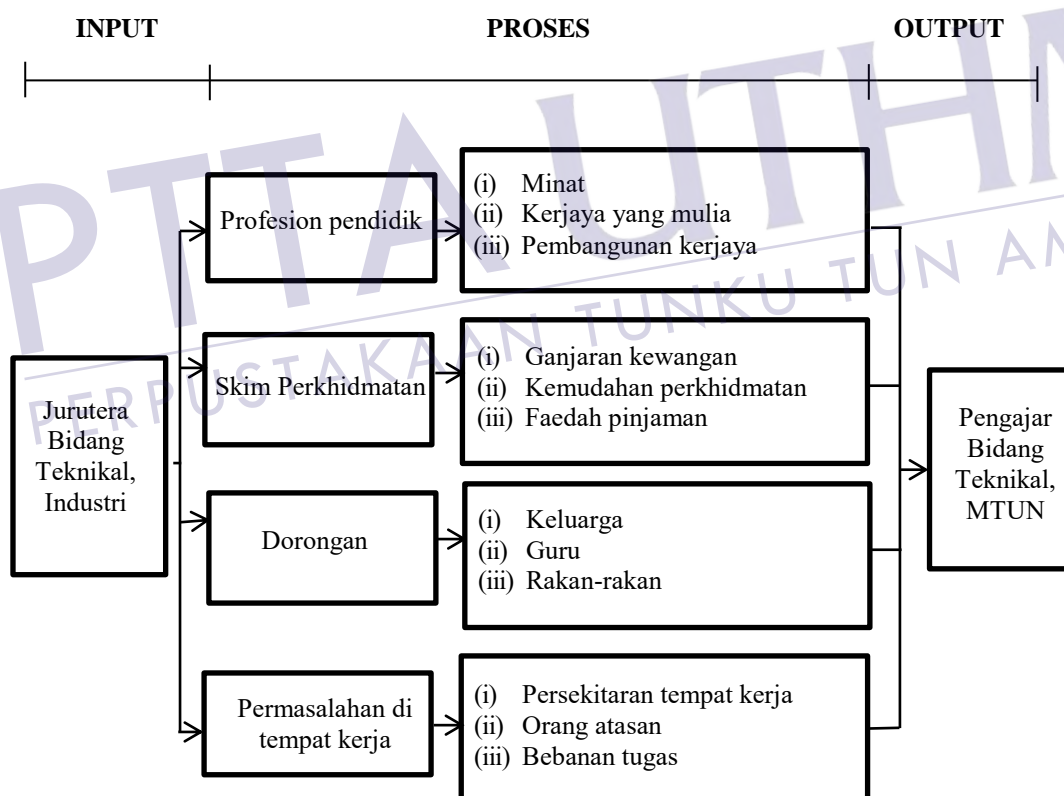 INPUT
PROSES
OUTPUT
Jurutera
Bidang
Teknikal,
Industri
Profesion pendidik
(i) Minat
(ii) Kerjaya yang mulia
(iii) Pembangunan kerjaya
Skim Perkhidmatan
(i) Ganjaran kewangan
(ii) Kemudahan perkhidmatan
(iii) Faedah pinjaman
Dorongan
(i) Keluarga
(ii) Guru
(iii) Rakan-rakan
Permasalahan di
tempat kerja
(i) Persekitaran tempat kerja
(ii) Orang atasan
(iii) Bebanan tugas
Pengajar
Bidang
Teknikal,
MTUN
PTTA UTH
PERPUSTAKAAN TUNKU TUN